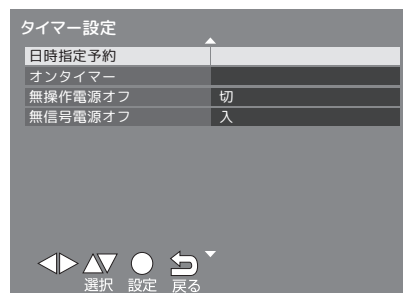 タイマー設定
日時指定予約
オンタイマー
無操作電源オフ 切
無信号電源オフ 入
選択 設定 戻る